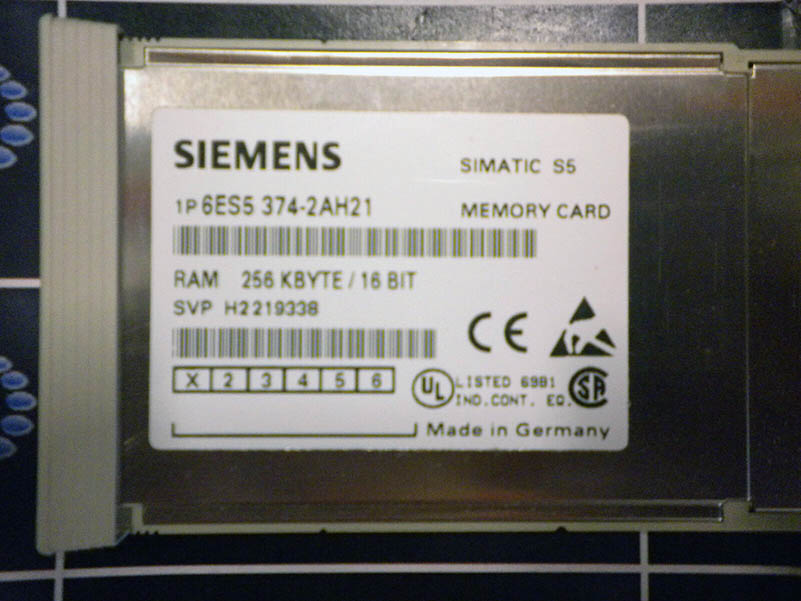 SIEMENS
SIMATIC S5
1P 6ES5 374-2AH21
MEMORY CARD
RAM 256 KBYTE / 16 BIT
SVP H2219338
CE
X 2 3 4 5 6
UL LISTED 69B1
IND.CONT. EQ. SA
Made in Germany